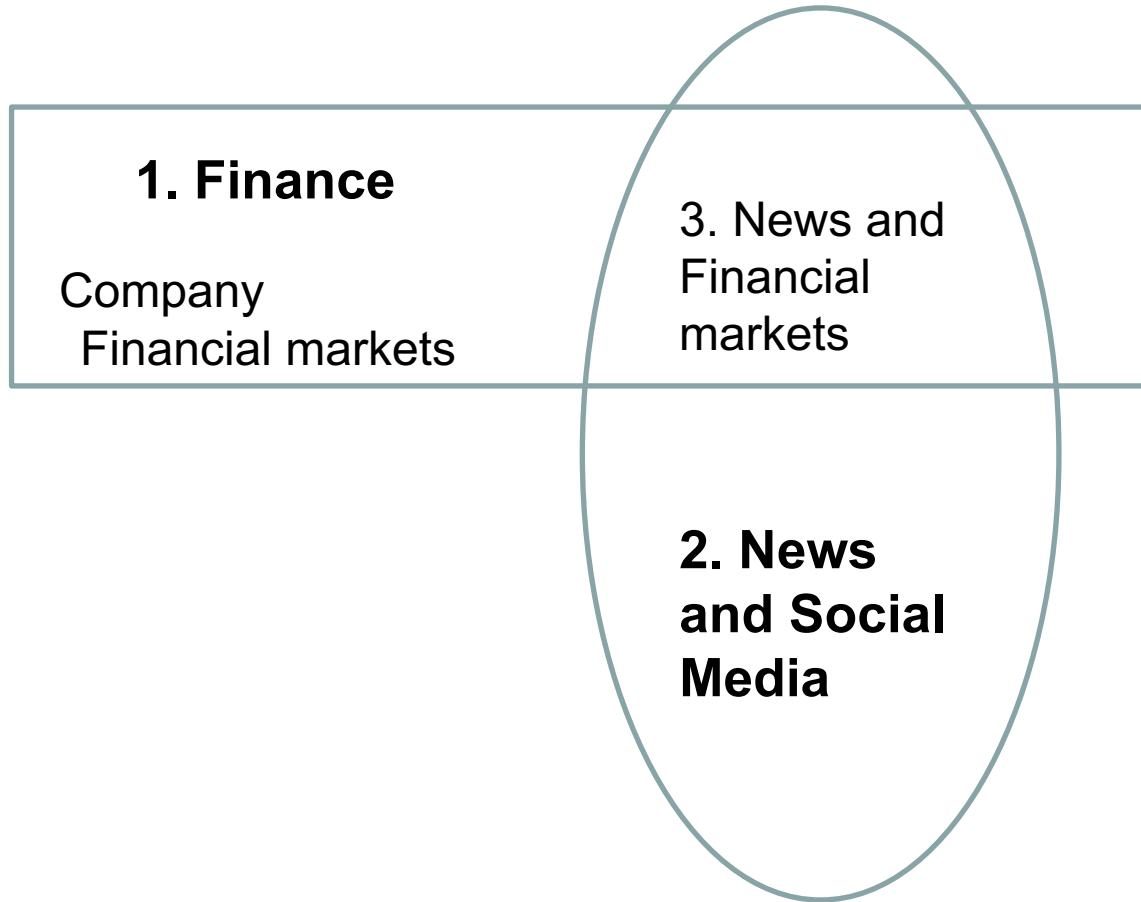 1. Finance
Company
Financial markets
3. News and
Financial
markets
2. News
and Social
Media